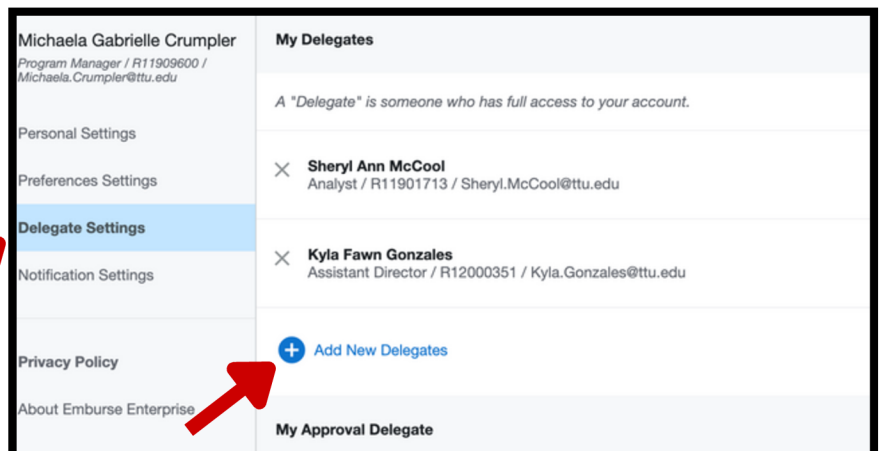 Michaela Gabrielle Crumpler
Program Manager / R11909600 /
Michaela.Crumpler@ttu.edu
Personal Settings
Preferences Settings
Delegate Settings
Notification Settings
Privacy Policy
About Emburse Enterprise
My Delegates
A "Delegate" is someone who has full access to your account.
Sheryl Ann McCool
Analyst / R11901713 / Sheryl.McCool@ttu.edu
Kyla Fawn Gonzales
Assistant Director / R12000351 / Kyla.Gonzales@ttu.edu
Add New Delegates
My Approval Delegate